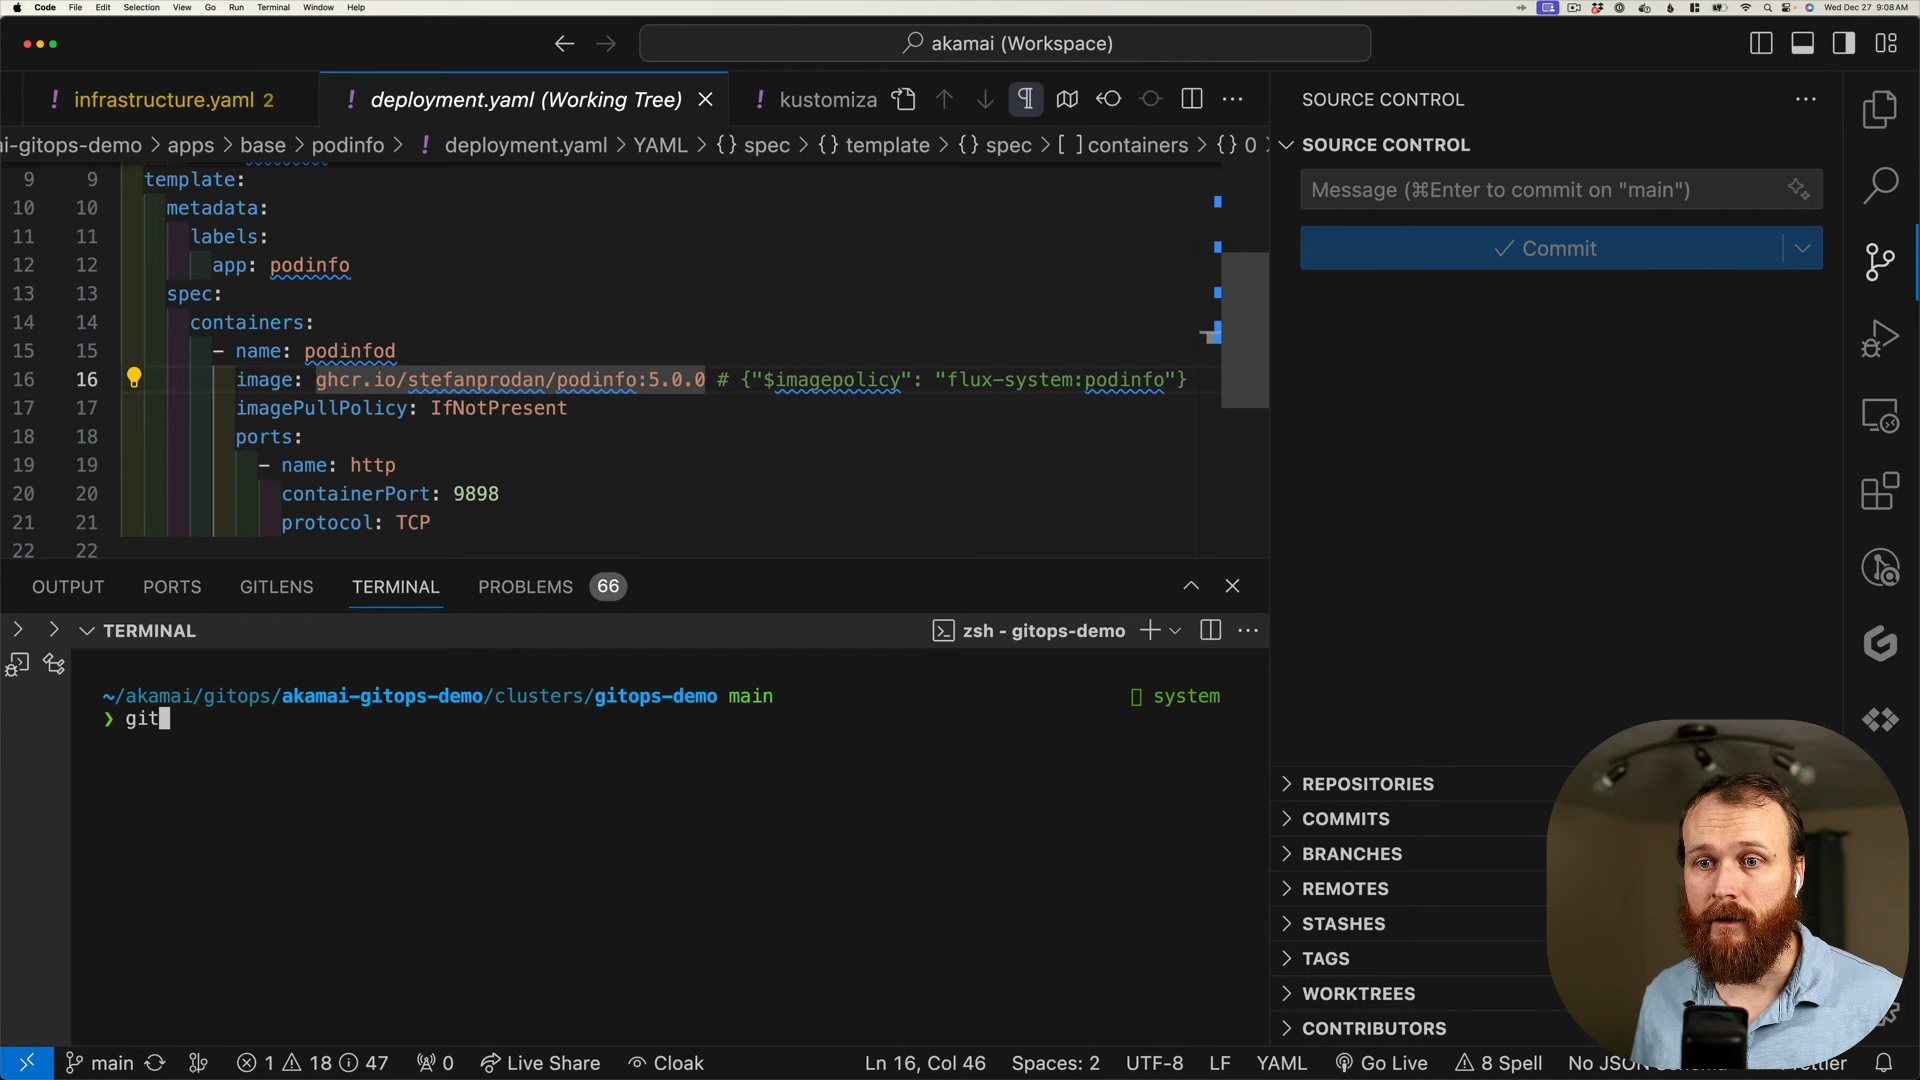 Code File Edit Selection View Go Run Terminal Window Help
Wed Dec 27 9:08 AM
akamai (Workspace)
! infrastructure.yaml 2
! deployment.yaml (Working Tree)
! kustomiza
ai-gitops-demo > apps > base > podinfo > ! deployment.yaml > YAML > {} spec > {} template > {} spec > [ ] containers > {} 0 >
9 9 template:
10 10 metadata:
11 11 labels:
12 12 app: podinfo
13 13 spec:
14 14 containers:
15 15 - name: podinfod
16 16 image: ghcr.io/stefanprodan/podinfo:5.0.0 # {"$imagepolicy": "flux-system:podinfo"}
17 17 imagePullPolicy: IfNotPresent
18 18 ports:
19 19 - name: http
20 20 containerPort: 9898
21 21 protocol: TCP
22 22
OUTPUT PORTS GITLENS TERMINAL PROBLEMS 66
TERMINAL
zsh - gitops-demo
~/akamai/gitops/akamai-gitops-demo/clusters/gitops-demo main
system
❯ git
SOURCE CONTROL
SOURCE CONTROL
Message (⌘Enter to commit on "main")
Commit
REPOSITORIES
COMMITS
BRANCHES
REMOTES
STASHES
TAGS
WORKTREES
CONTRIBUTORS
main 1 18 47 0 Live Share Cloak Ln 16, Col 46 Spaces: 2 UTF-8 LF YAML Go Live 8 Spell No JSON